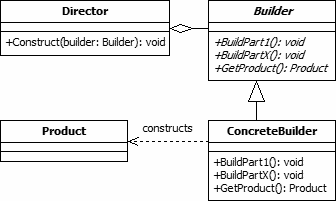 Director
+Construct(builder: Builder): void
Builder
+BuildPart1(): void
+BuildPartX(): void
+GetProduct(): Product
Product
constructs
ConcreteBuilder
+BuildPart1(): void
+BuildPartX(): void
+GetProduct(): Product